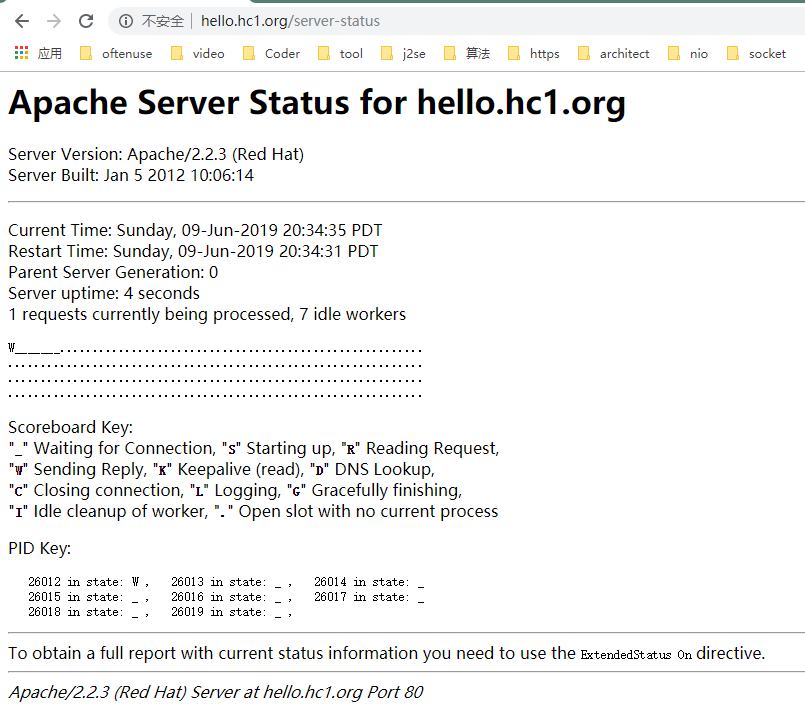 不安全 | hello.hc1.org/server-status
应用 oftenuse video Coder tool j2se 算法 https architect nio socket
Apache Server Status for hello.hc1.org
Server Version: Apache/2.2.3 (Red Hat)
Server Built: Jan 5 2012 10:06:14
Current Time: Sunday, 09-Jun-2019 20:34:35 PDT
Restart Time: Sunday, 09-Jun-2019 20:34:31 PDT
Parent Server Generation: 0
Server uptime: 4 seconds
1 requests currently being processed, 7 idle workers
W_______........................................................
................................................................
................................................................
................................................................
Scoreboard Key:
"_" Waiting for Connection, "S" Starting up, "R" Reading Request,
"W" Sending Reply, "K" Keepalive (read), "D" DNS Lookup,
"C" Closing connection, "L" Logging, "G" Gracefully finishing,
"I" Idle cleanup of worker, "." Open slot with no current process
PID Key:
26012 in state: W , 26013 in state: _ , 26014 in state: _
26015 in state: _ , 26016 in state: _ , 26017 in state: _
26018 in state: _ , 26019 in state: _ ,
To obtain a full report with current status information you need to use the ExtendedStatus On directive.
Apache/2.2.3 (Red Hat) Server at hello.hc1.org Port 80